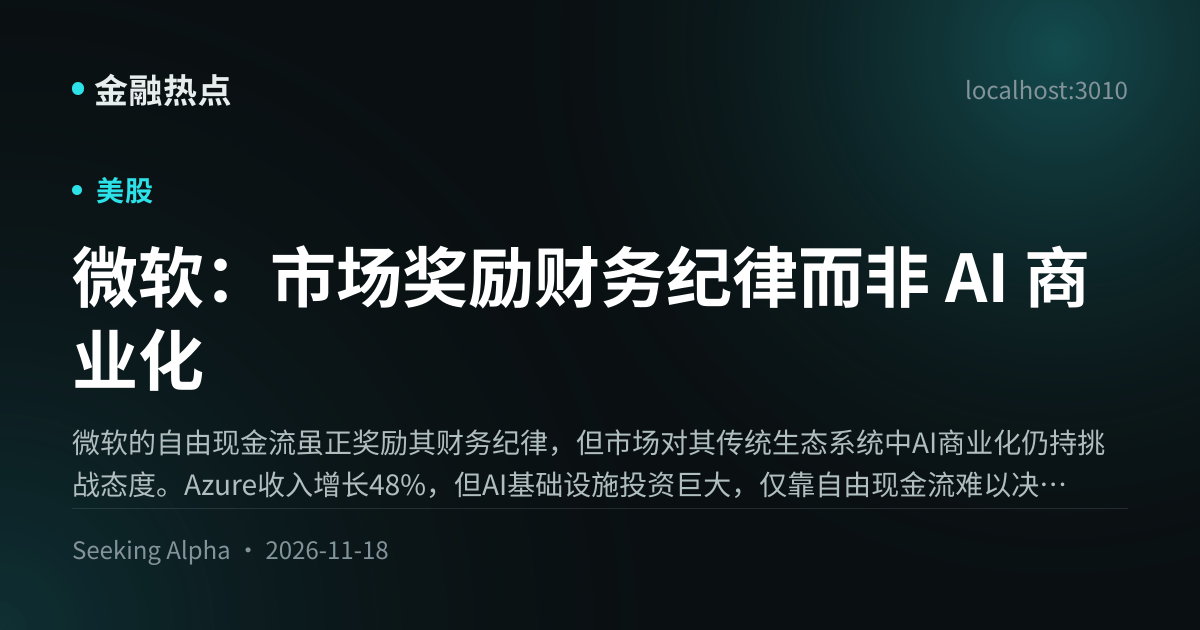 金融热点
localhost:3010
美股
微软：市场奖励财务纪律而非 AI 商
业化
微软的自由现金流虽正奖励其财务纪律，但市场对其传统生态系统中AI商业化仍持挑
战态度。Azure收入增长48%，但AI基础设施投资巨大，仅靠自由现金流难以决…
Seeking Alpha · 2026-11-18